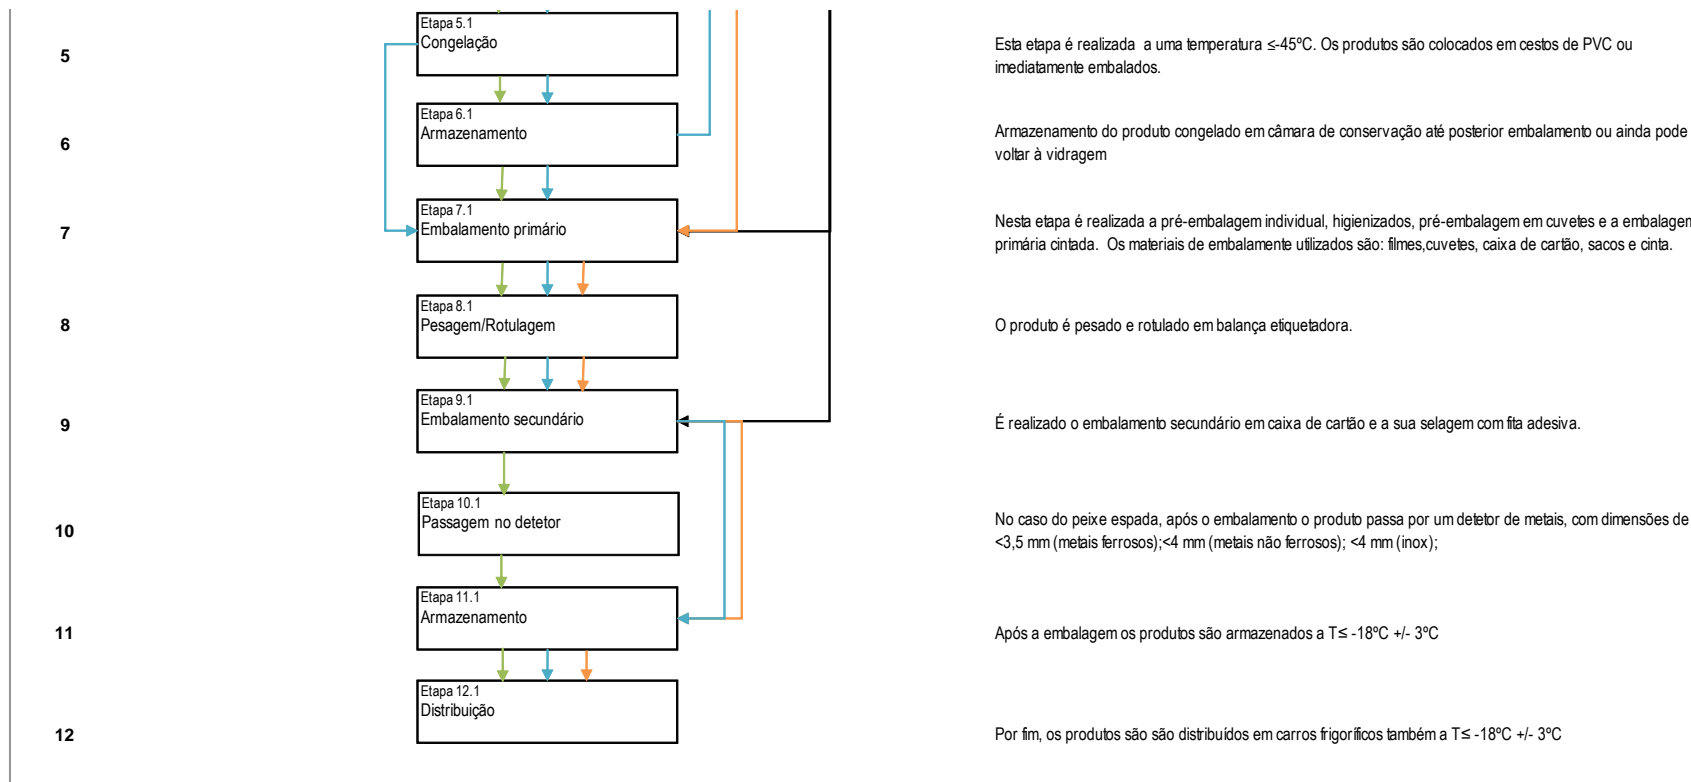 5
Etapa 5.1
Congelação
Esta etapa é realizada a uma temperatura ≤-45ºC. Os produtos são colocados em cestos de PVC ou
imediatamente embalados.
6
Etapa 6.1
Armazenamento
Armazenamento do produto congelado em câmara de conservação até posterior embalamento ou ainda pode
voltar à vidragem
7
Etapa 7.1
Embalamento primário
Nesta etapa é realizada a pré-embalagem individual, higienizados, pré-embalagem em cuvetes e a embalagem
primária cintada. Os materiais de embalamente utilizados são: filmes,cuvetes, caixa de cartão, sacos e cinta.
8
Etapa 8.1
Pesagem/Rotulagem
O produto é pesado e rotulado em balança etiquetadora.
9
Etapa 9.1
Embalamento secundário
É realizado o embalamento secundário em caixa de cartão e a sua selagem com fita adesiva.
10
Etapa 10.1
Passagem no detetor
No caso do peixe espada, após o embalamento o produto passa por um detetor de metais, com dimensões de
<3,5 mm (metais ferrosos);<4 mm (metais não ferrosos); <4 mm (inox);
11
Etapa 11.1
Armazenamento
Após a embalagem os produtos são armazenados a T≤ -18ºC +/- 3ºC
12
Etapa 12.1
Distribuição
Por fim, os produtos são são distribuídos em carros frigoríficos também a T≤ -18ºC +/- 3ºC